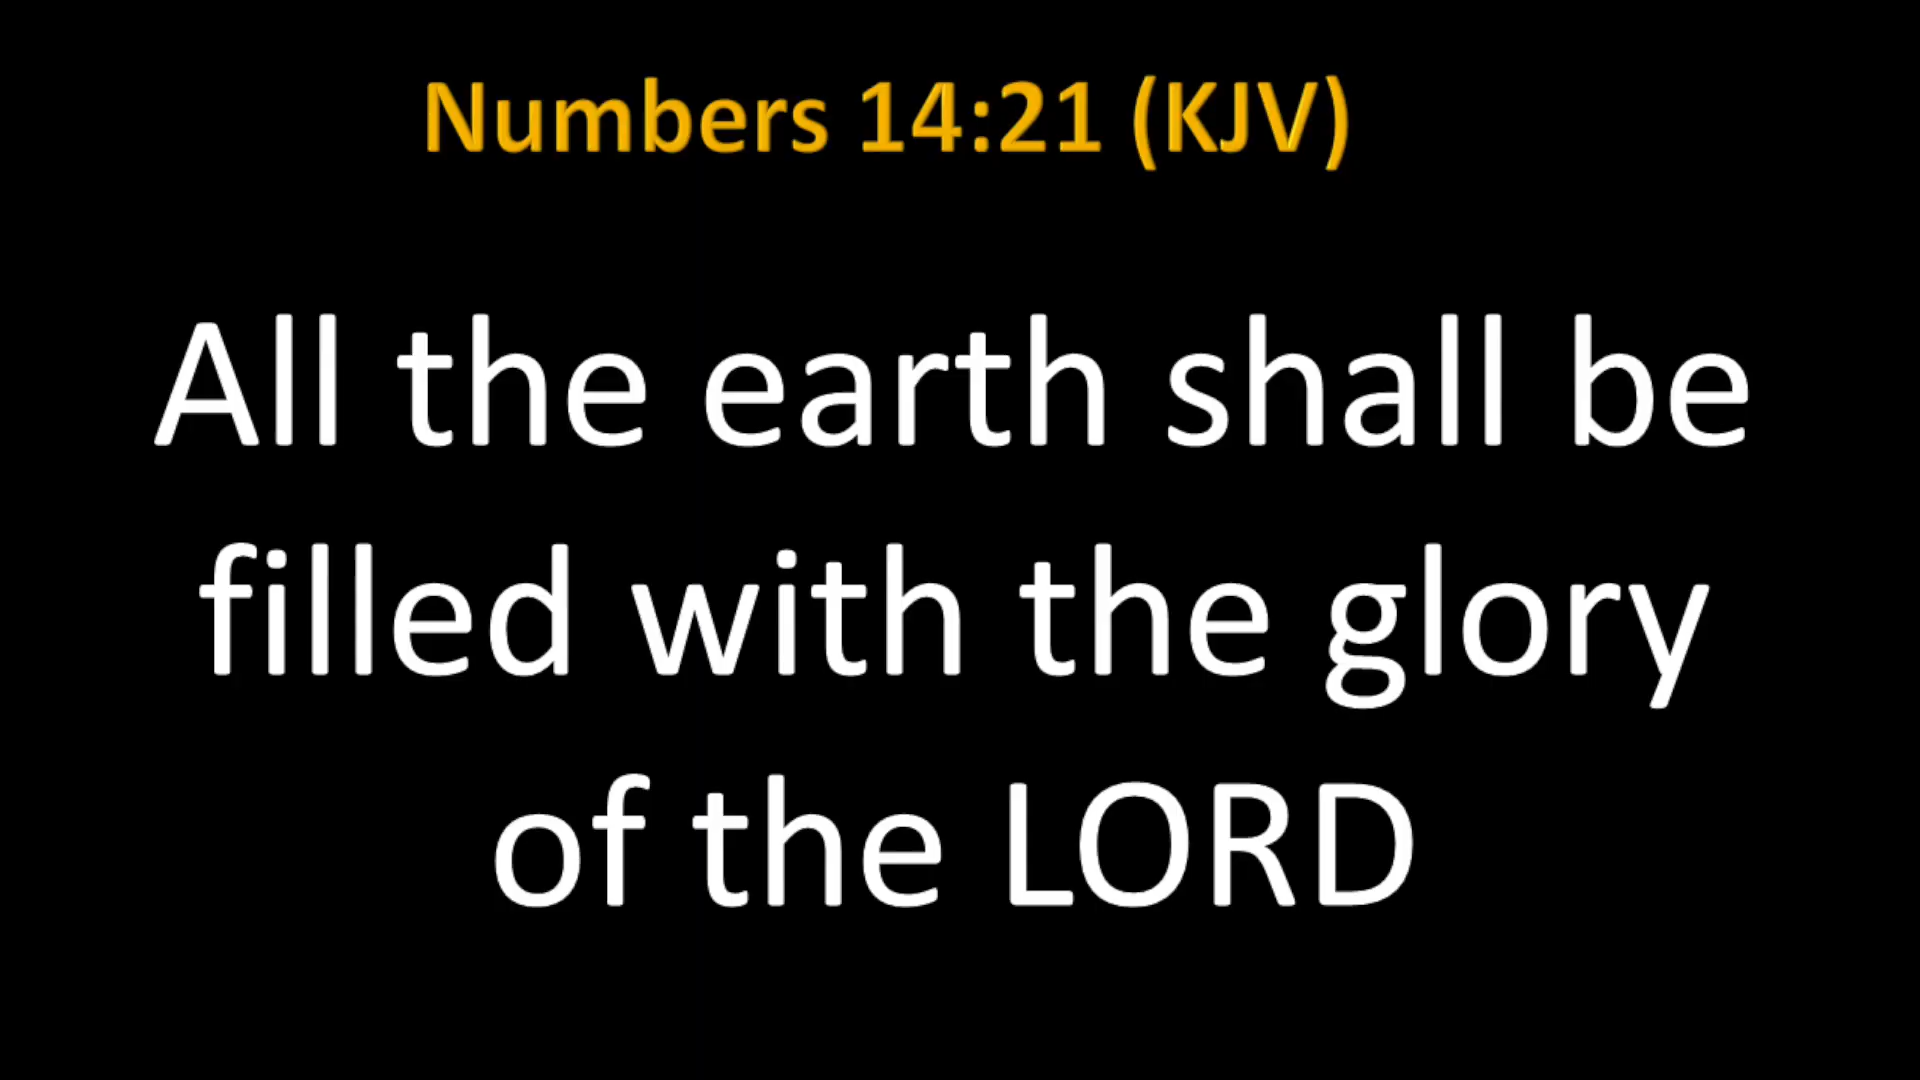 Numbers 14:21 (KJV)
All the earth shall be
filled with the glory
of the LORD